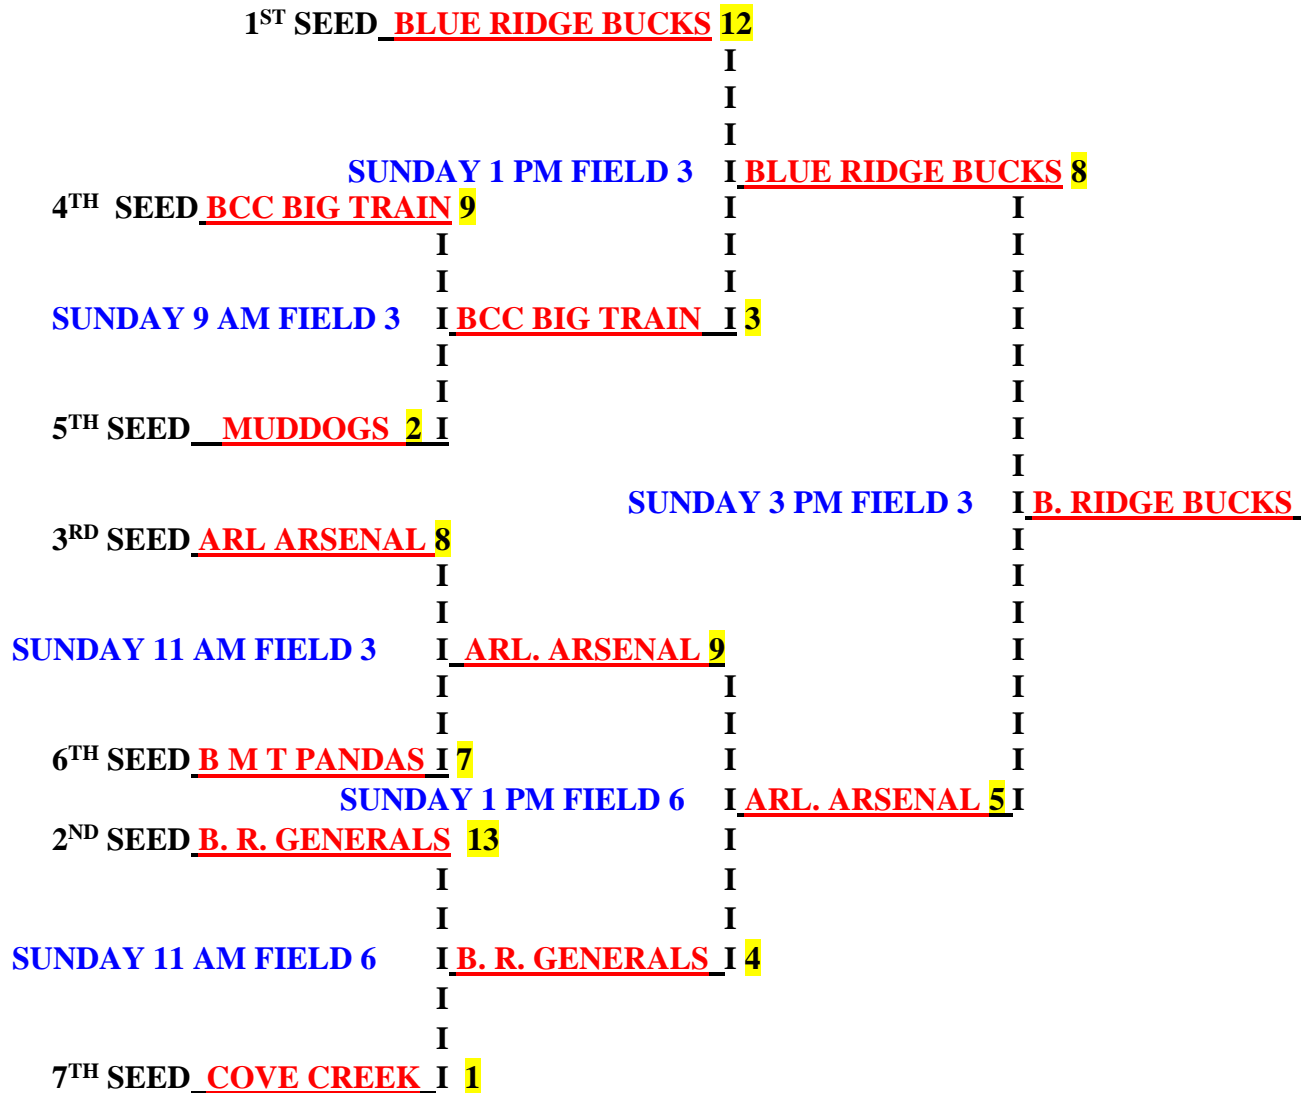 1ST SEED BLUE RIDGE BUCKS 12
I
I
I
SUNDAY 1 PM FIELD 3 I BLUE RIDGE BUCKS 8
4TH SEED BCC BIG TRAIN 9 I I
I I I
I I I
SUNDAY 9 AM FIELD 3 I BCC BIG TRAIN I 3 I
I I
I I
5TH SEED MUDDOGS 2 I I
I
SUNDAY 3 PM FIELD 3 I B. RIDGE BUCKS
3RD SEED ARL ARSENAL 8 I
I I
I I
SUNDAY 11 AM FIELD 3 I ARL. ARSENAL 9 I
I I I
I I I
6TH SEED B M T PANDAS I 7 I I
SUNDAY 1 PM FIELD 6 I ARL. ARSENAL 5 I
2ND SEED B. R. GENERALS 13 I
I I
I I
SUNDAY 11 AM FIELD 6 I B. R. GENERALS I 4
I
I
7TH SEED COVE CREEK I 1